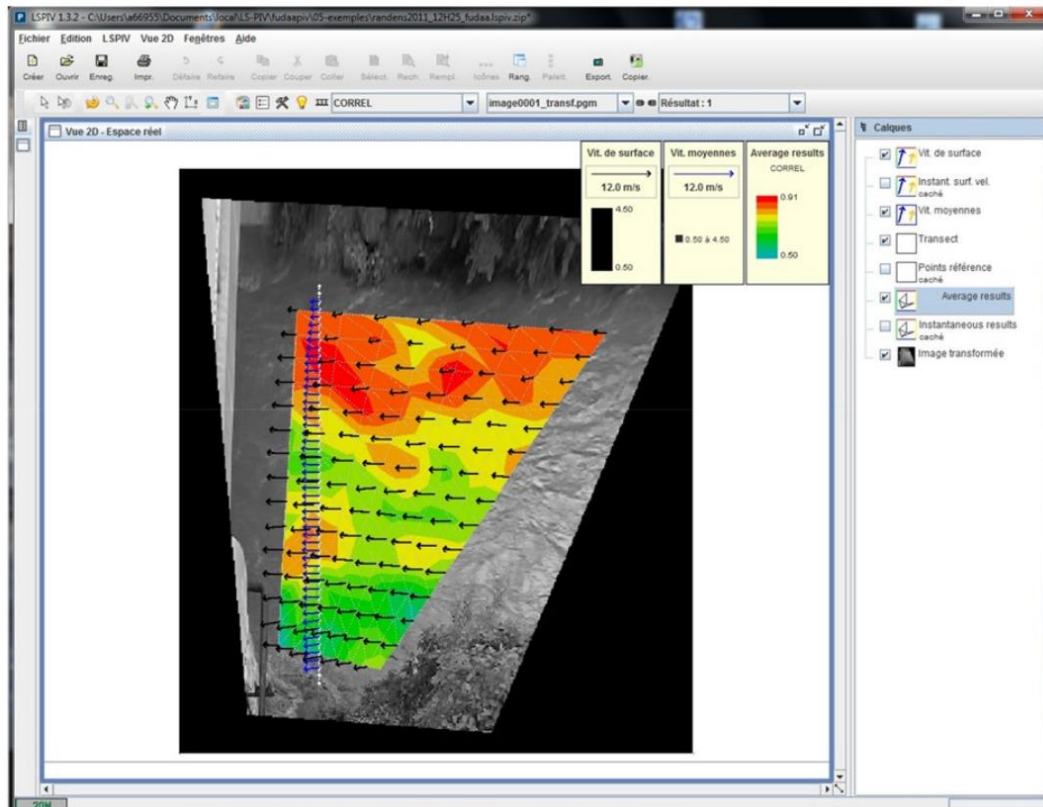 LSPIV 1.3.2 - C:\Users\a66955\Documents\local\LS-PIV\fudaapiv\05-exemples\randens2011_12H25_fudaa.lspiv.zip*
Fichier Edition LSPIV Vue 2D Fenêtres Aide
Créer Ouvrir Enreg. Impr. Défaire Refaire Copier Couper Coller Sélect. Rech. Rempl. Icônes Rang. Palett. Export. Copier.
CORREL image0001_transf.pgm Résultat : 1
Vue 2D - Espace réel
Calques
Vit. de surface
12.0 m/s
4.50
0.50
Vit. moyennes
12.0 m/s
0.50 à 4.50
Average results
CORREL
0.91
0.50
Vit. de surface
Instant. surf. vel.
caché
Vit. moyennes
Transect
Points référence
caché
Average results
Instantaneous results
caché
Image transformée